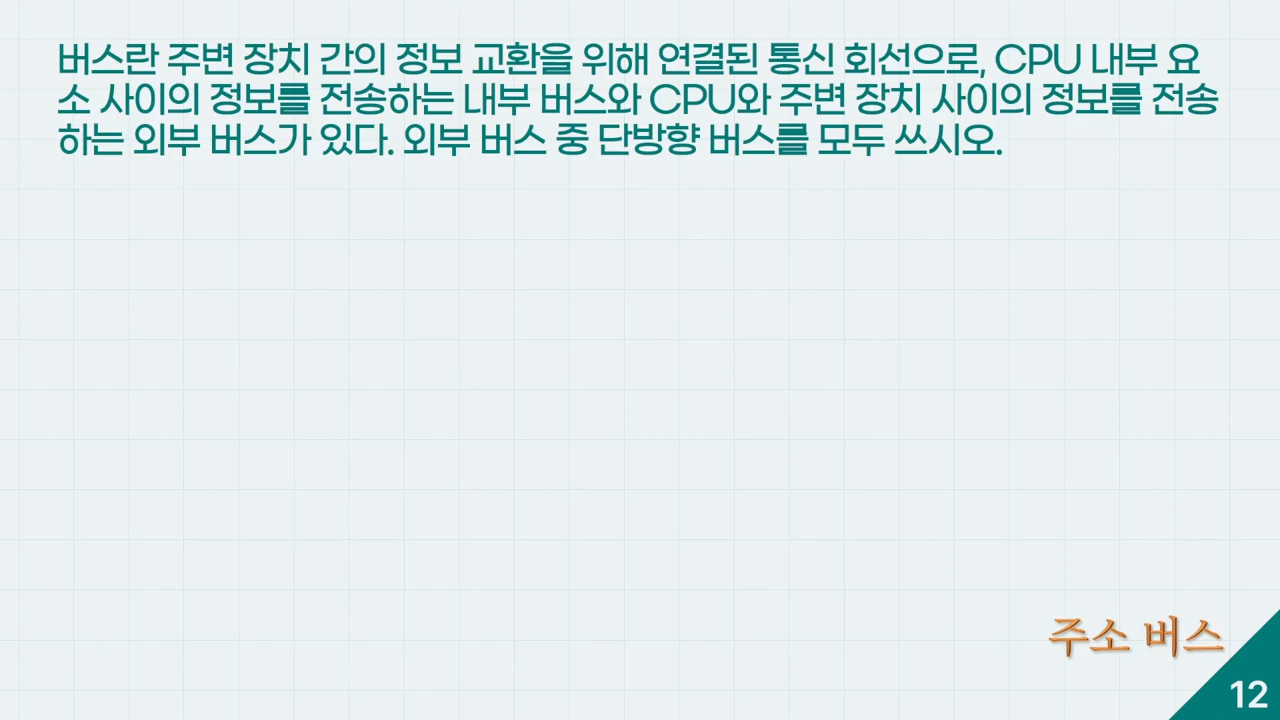 버스란 주변 장치 간의 정보 교환을 위해 연결된 통신 회선으로, CPU 내부 요
소 사이의 정보를 전송하는 내부 버스와 CPU와 주변 장치 사이의 정보를 전송
하는 외부 버스가 있다. 외부 버스 중 단방향 버스를 모두 쓰시오.
주소 버스
12